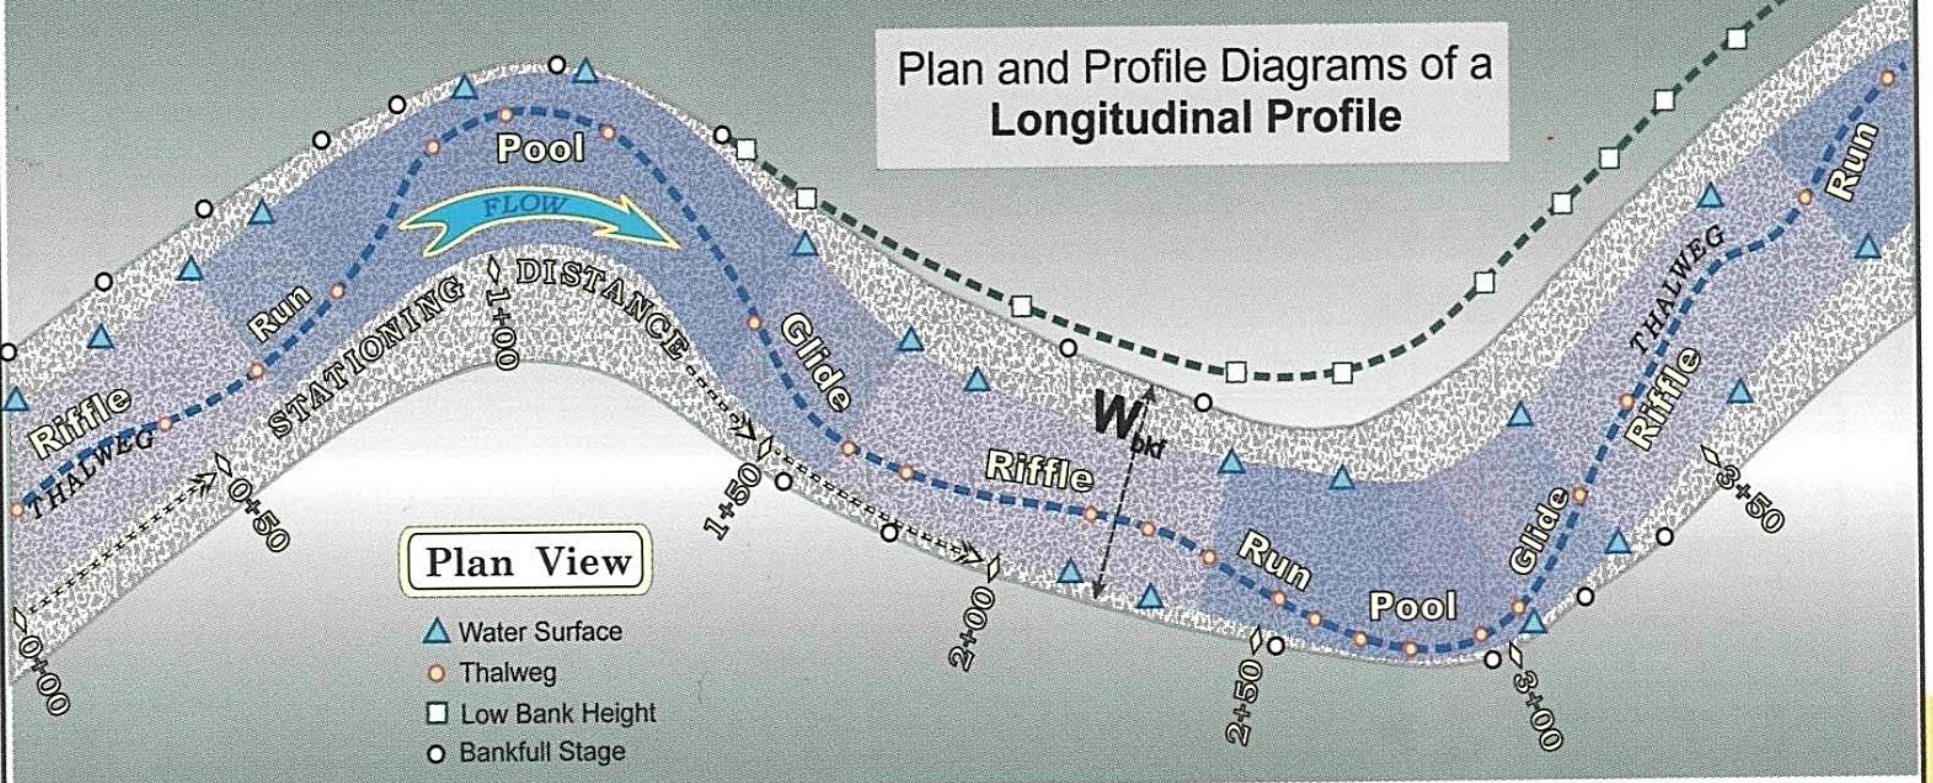 Plan and Profile Diagrams of a
Longitudinal Profile
Pool
FLOW
Run
Riffle
THALWEG
STATIONING
DISTANCE
0+00
0+50
1+00
1+50
Glide
Riffle
Wbkf
2+00
Run
Pool
2+50
Glide
3+00
THALWEG
Riffle
3+50
Run
Plan View
Water Surface
Thalweg
Low Bank Height
Bankfull Stage